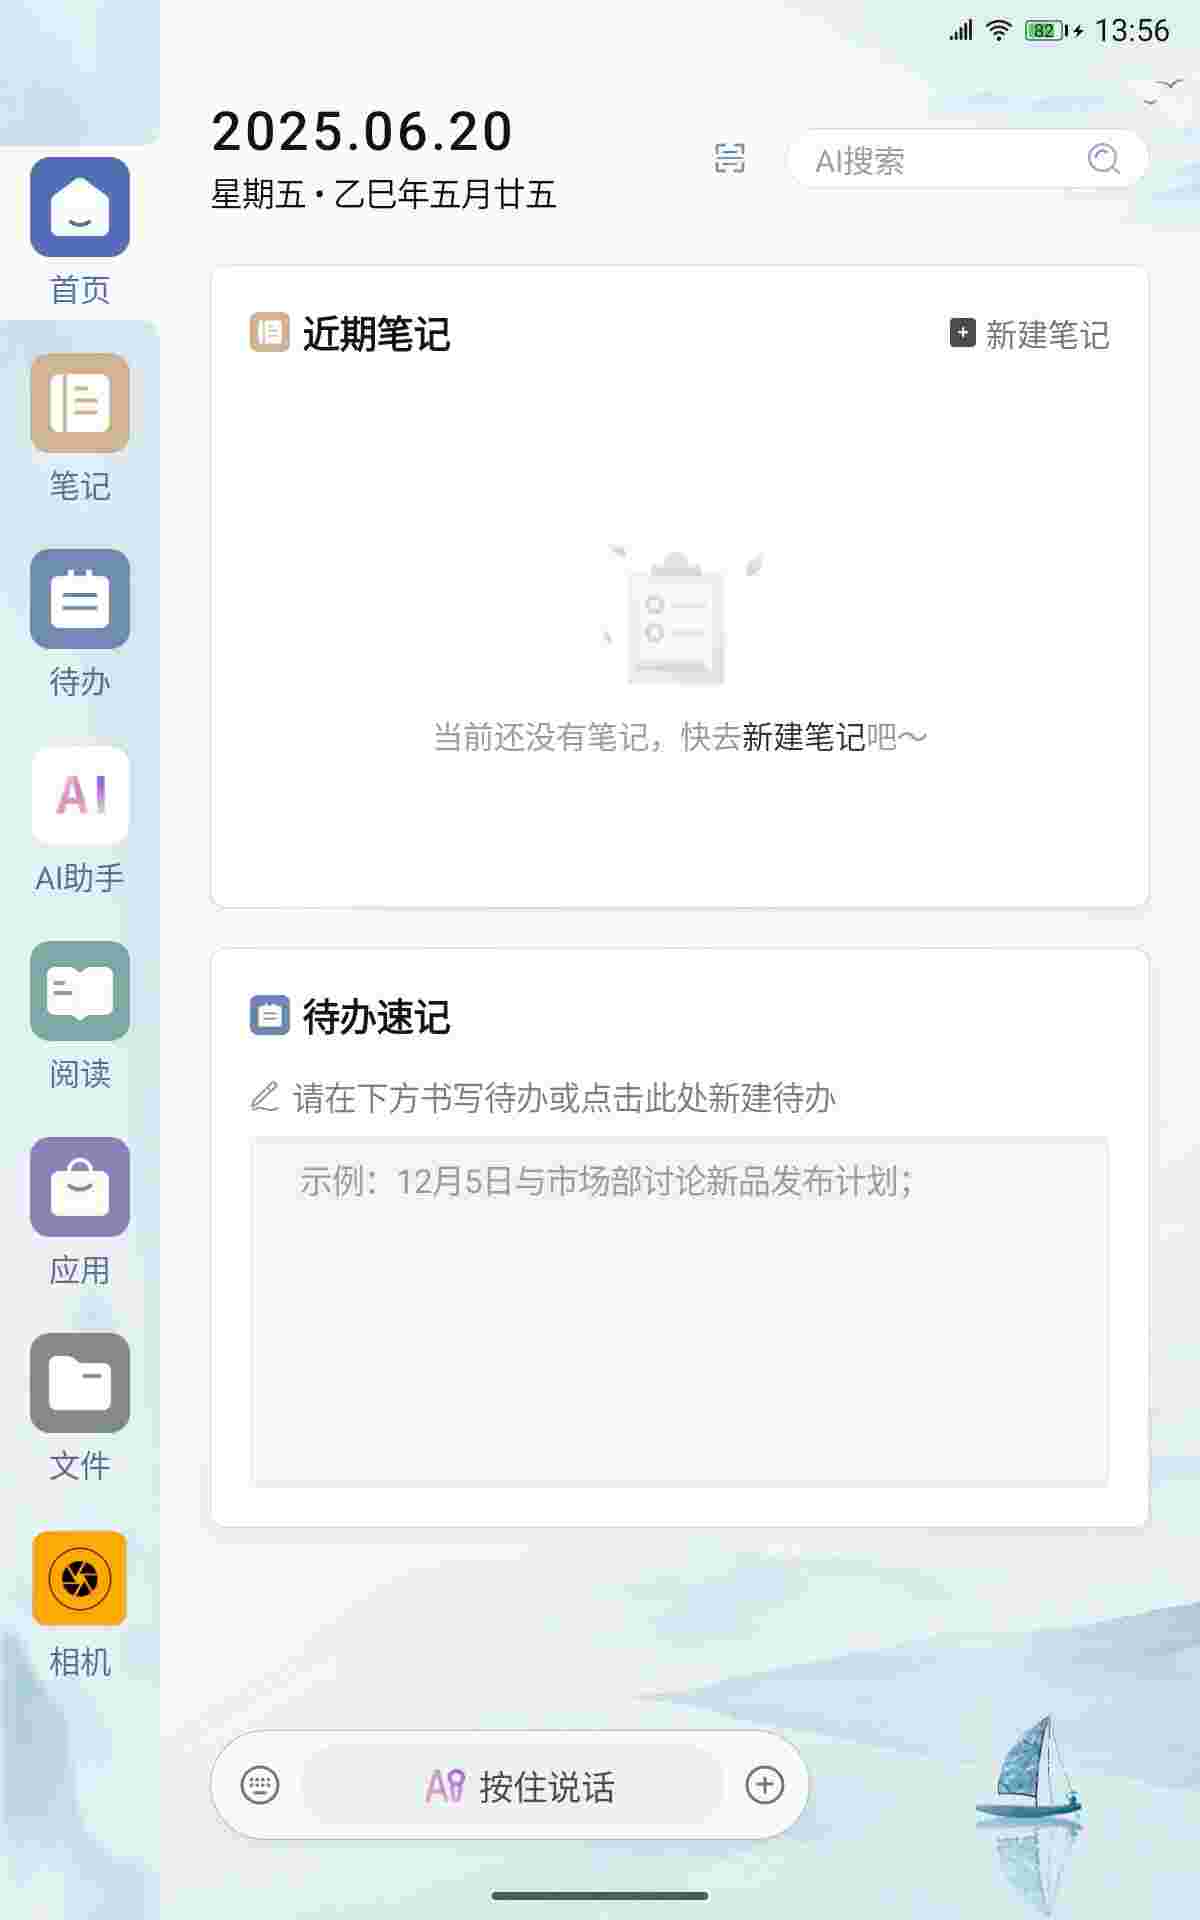 82 13:56
2025.06.20
星期五·乙巳年五月廿五
AI搜索
首页
近期笔记
新建笔记
笔记
待办
当前还没有笔记，快去新建笔记吧～
AI
AI助手
待办速记
阅读
请在下方书写待办或点击此处新建待办
示例：12月5日与市场部讨论新品发布计划；
应用
文件
相机
AI 按住说话